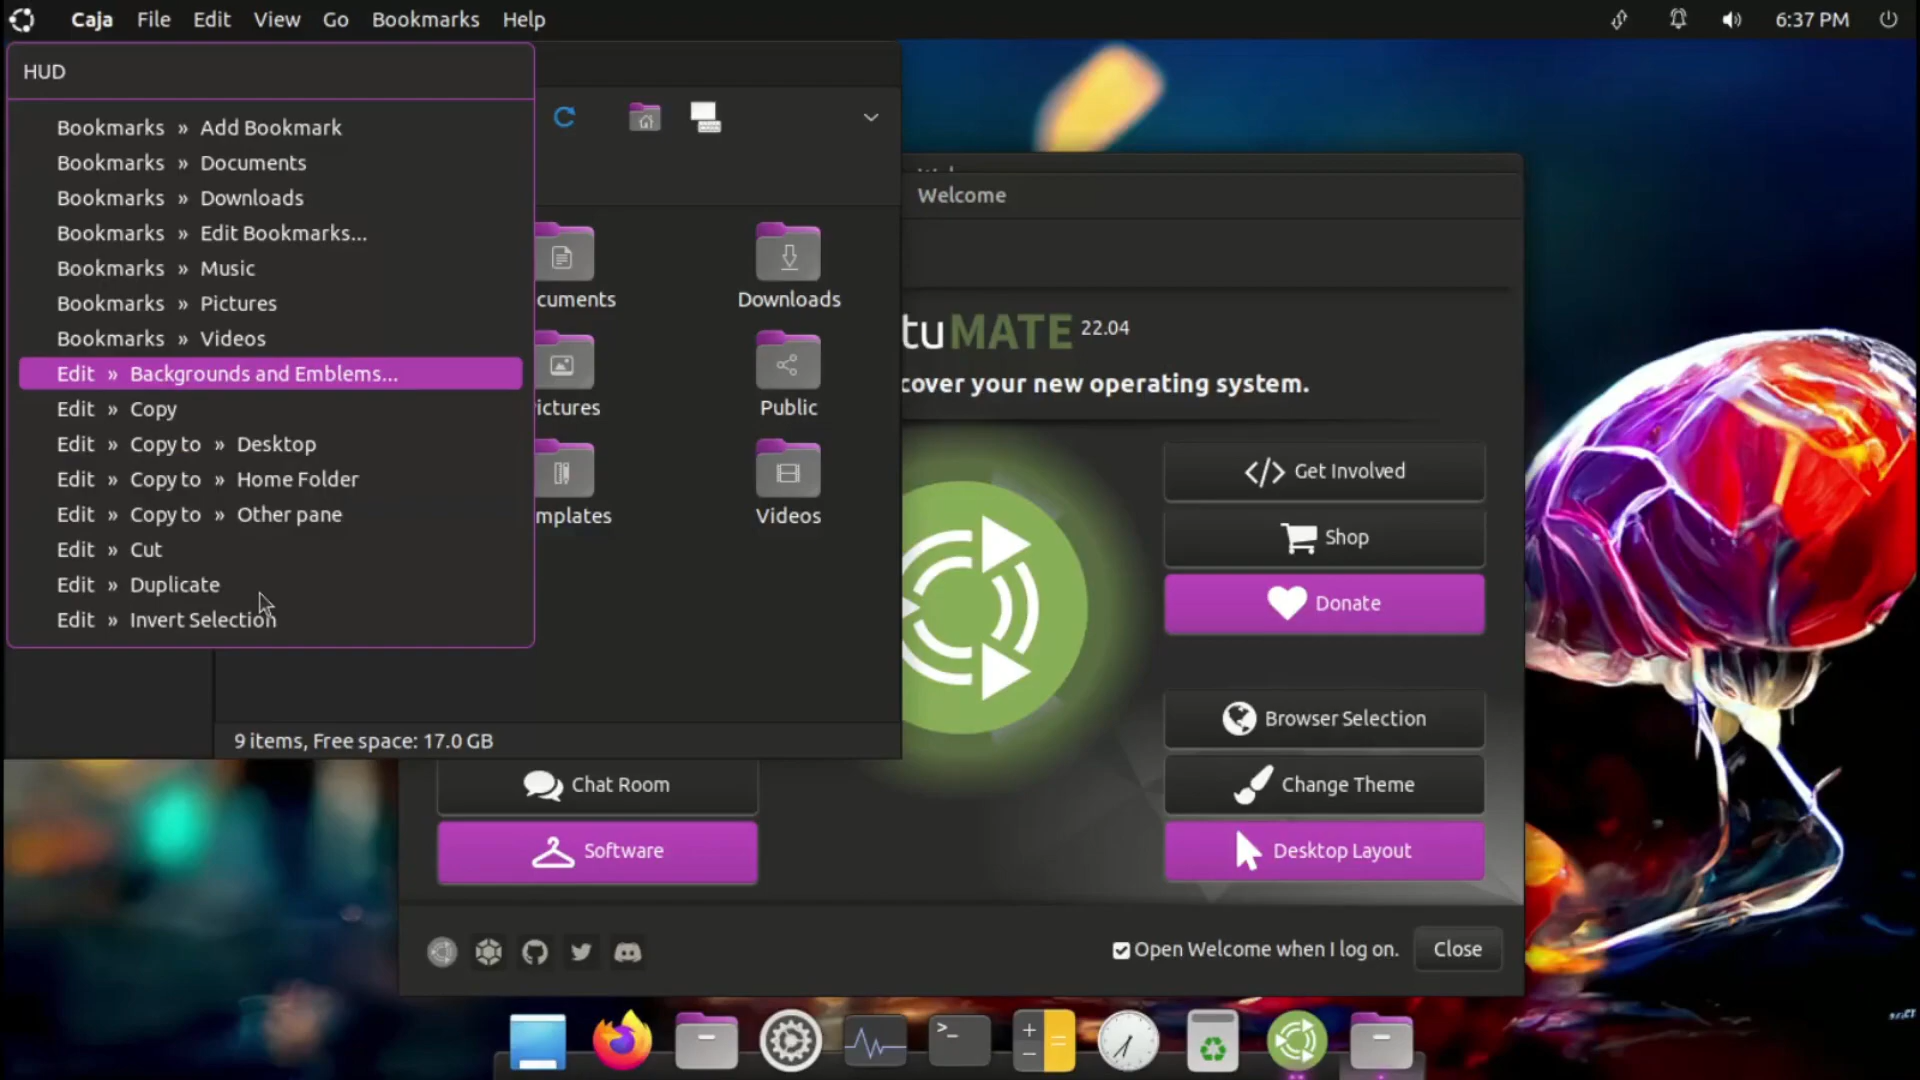 Caja File Edit View Go Bookmarks Help
6:37 PM
HUD
Bookmarks » Add Bookmark
Bookmarks » Documents
Bookmarks » Downloads
Bookmarks » Edit Bookmarks...
Bookmarks » Music
Bookmarks » Pictures
Bookmarks » Videos
Edit » Backgrounds and Emblems...
Edit » Copy
Edit » Copy to » Desktop
Edit » Copy to » Home Folder
Edit » Copy to » Other pane
Edit » Cut
Edit » Duplicate
Edit » Invert Selection
cuments
Downloads
ictures
Public
mplates
Videos
9 items, Free space: 17.0 GB
Welcome
tuMATE 22.04
cover your new operating system.
Get Involved
Shop
Donate
Browser Selection
Change Theme
Desktop Layout
Chat Room
Software
Open Welcome when I log on.
Close